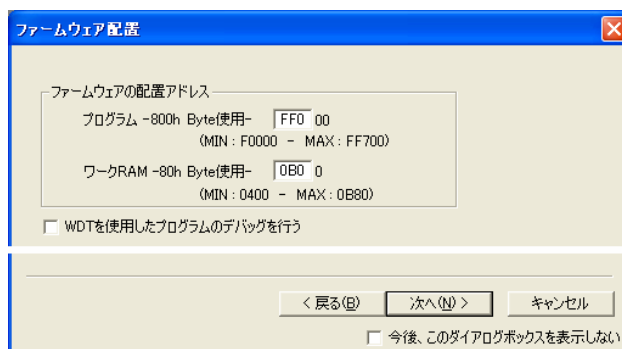 ファームウェア配置
ファームウェアの配置アドレス
プログラム -800h Byte使用- FF0 00
(MIN : F0000 - MAX : FF700)
ワークRAM -80h Byte使用- 0B0 0
(MIN : 0400 - MAX : 0B80)
WDTを使用したプログラムのデバッグを行う
< 戻る(B) 次へ(N) > キャンセル
今後、このダイアログボックスを表示しない